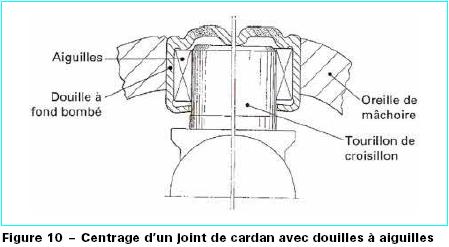 Aiguilles
Douille à
fond bombé
Oreille de
mâchoire
Tourillon de
croisillon
Figure 10 – Centrage d'un joint de cardan avec douilles à aiguilles